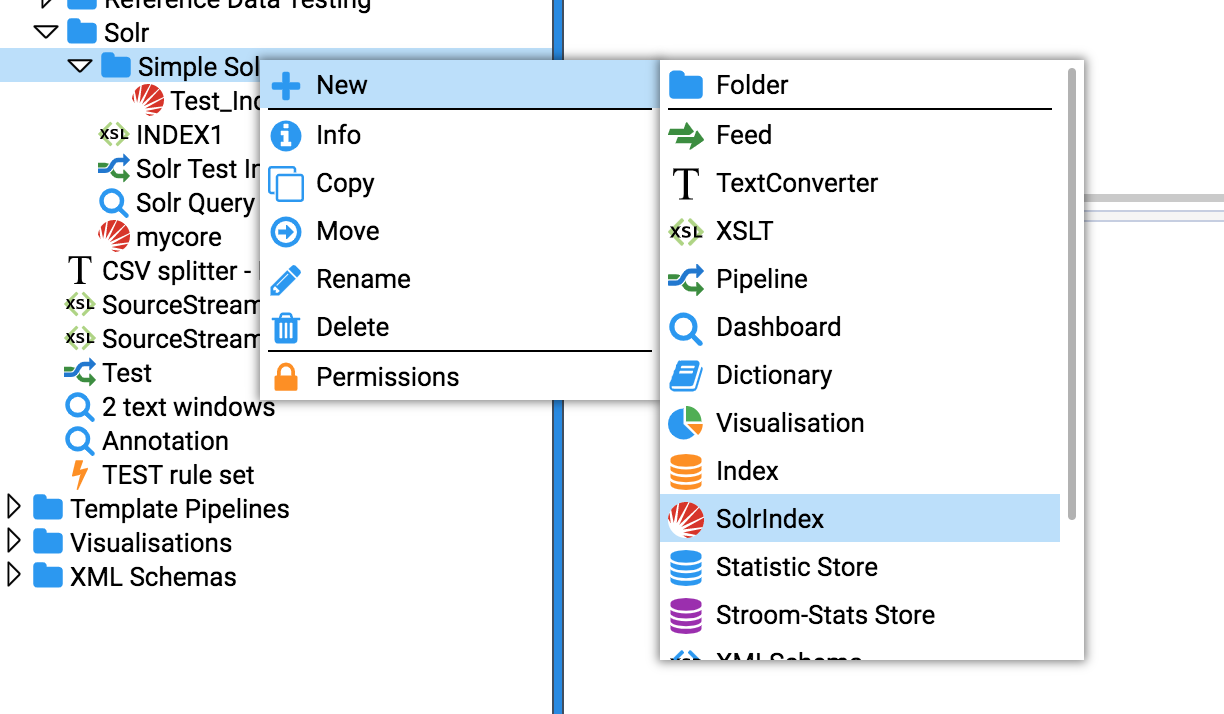 Reference Data Testing
Solr
Simple Sol
Test_Ind
XSL INDEX1
Solr Test In
Solr Query
mycore
T CSV splitter -
XSL SourceStream
XSL SourceStream
Test
2 text windows
Annotation
TEST rule set
Template Pipelines
Visualisations
XML Schemas
New
Info
Copy
Move
Rename
Delete
Permissions
Folder
Feed
T TextConverter
XSL XSLT
Pipeline
Dashboard
Dictionary
Visualisation
Index
SolrIndex
Statistic Store
Stroom-Stats Store
XMLSchema